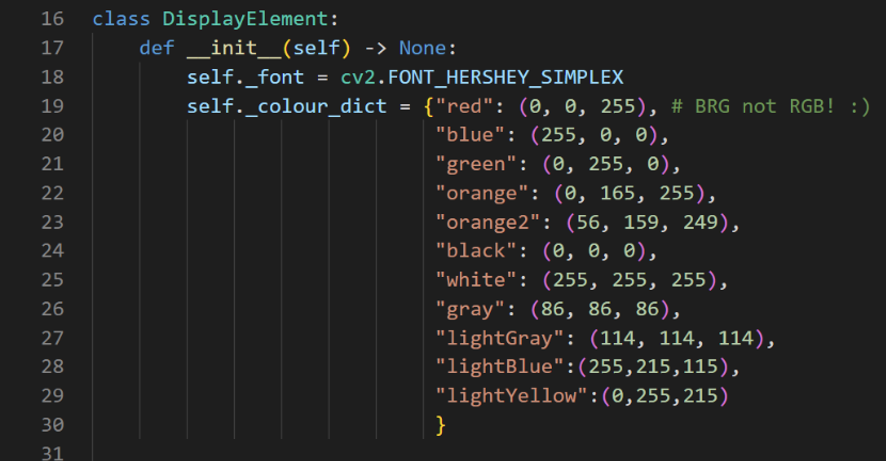 16 class DisplayElement:
17 def __init__(self) -> None:
18 self._font = cv2.FONT_HERSHEY_SIMPLEX
19 self._colour_dict = {"red": (0, 0, 255), # BRG not RGB! :)
20 "blue": (255, 0, 0),
21 "green": (0, 255, 0),
22 "orange": (0, 165, 255),
23 "orange2": (56, 159, 249),
24 "black": (0, 0, 0),
25 "white": (255, 255, 255),
26 "gray": (86, 86, 86),
27 "lightGray": (114, 114, 114),
28 "lightBlue":(255,215,115),
29 "lightYellow":(0,255,215)
30 }
31